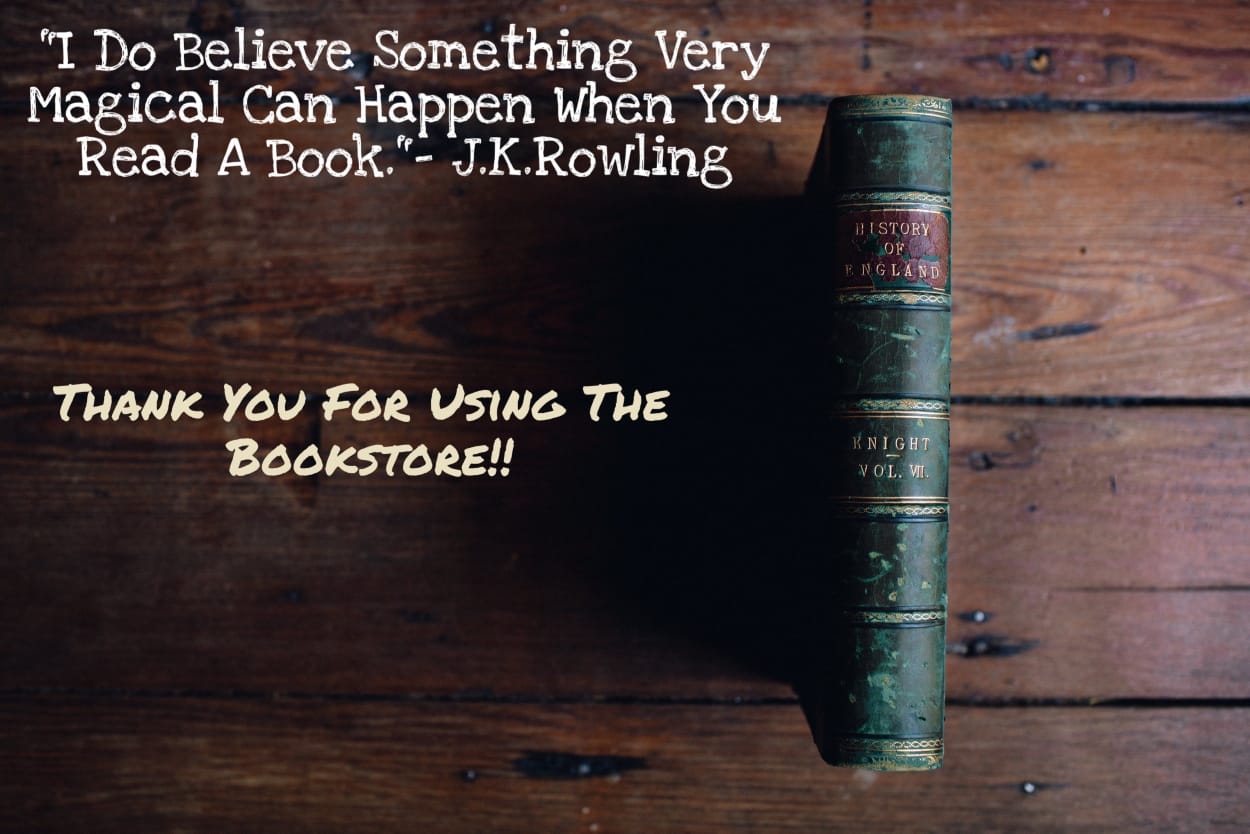 "I Do Believe Something Very
Magical Can Happen When You
Read A Book."- J.K.Rowling
HISTORY
OF
ENGLAND
Thank You For Using The
Bookstore!!
KNIGHT
VOL. VII.